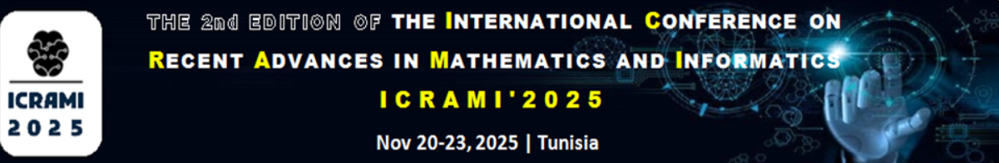 ICRAMI
2025
THE 2nd EDITION OF THE INTERNATIONAL CONFERENCE ON
RECENT ADVANCES IN MATHEMATICS AND INFORMATICS
ICRAMI'2025
Nov 20-23, 2025 | Tunisia